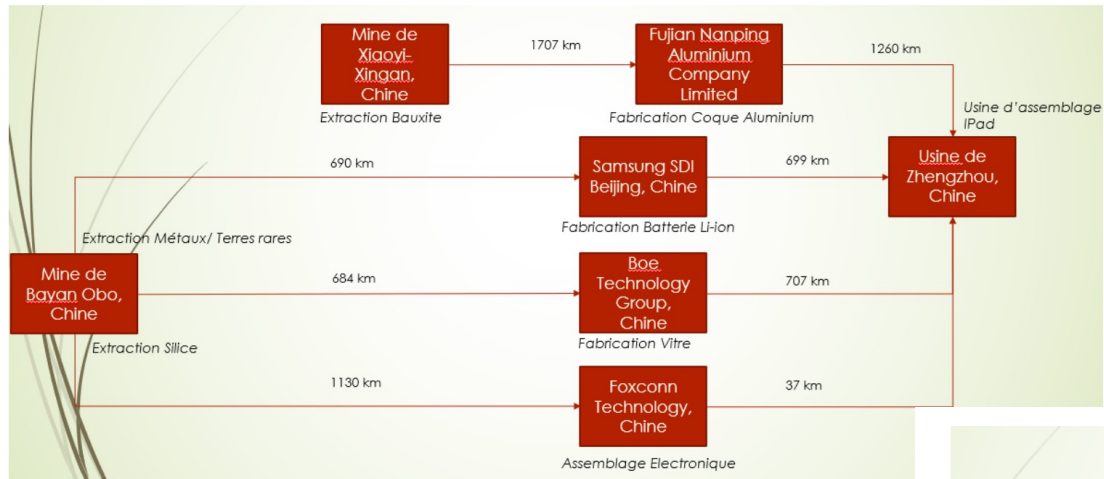 Mine de
Xiaoyi-
Xingan,
Chine
1707 km
Fujian Nanping
Aluminium
Company
Limited
1260 km
Extraction Bauxite
Fabrication Coque Aluminium
Usine d'assemblage
IPad
690 km
Samsung SDI
Beijing, Chine
699 km
Usine de
Zhengzhou,
Chine
Fabrication Batterie Li-ion
Extraction Métaux/ Terres rares
Mine de
Bayan Obo,
Chine
684 km
Boe
Technology
Group,
Chine
707 km
Fabrication Vitre
Extraction Silice
1130 km
Foxconn
Technology,
Chine
37 km
Assemblage Electronique